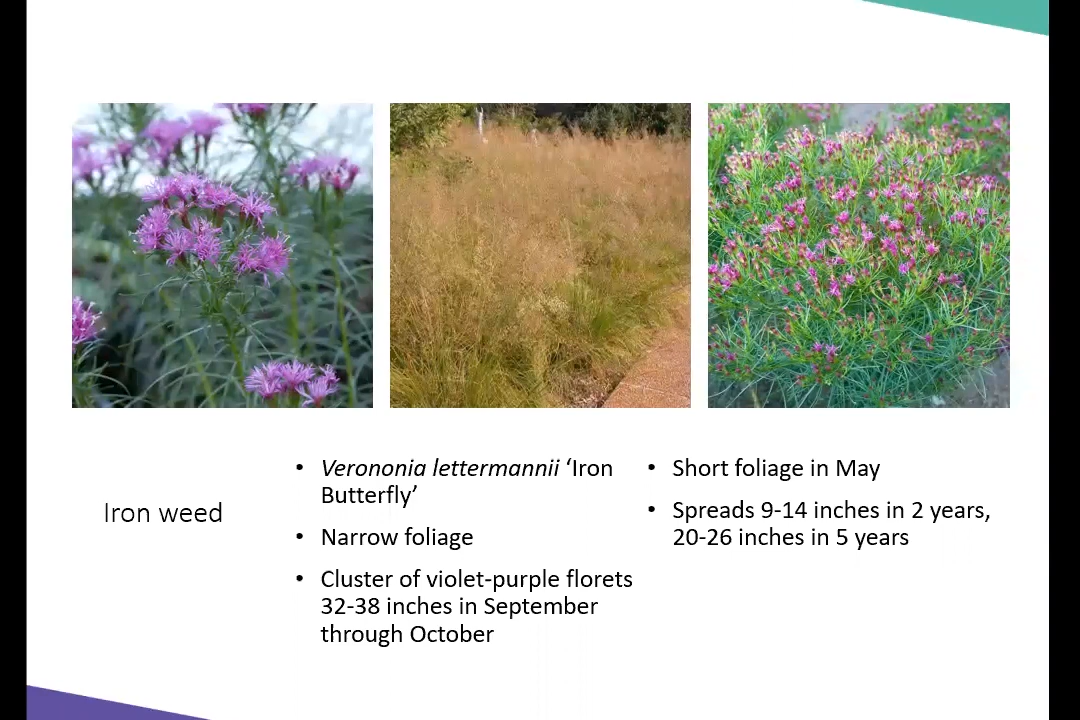 Iron weed
• Verononia lettermannii ‘Iron
Butterfly’
• Narrow foliage
• Cluster of violet-purple florets
32-38 inches in September
through October
• Short foliage in May
• Spreads 9-14 inches in 2 years,
20-26 inches in 5 years